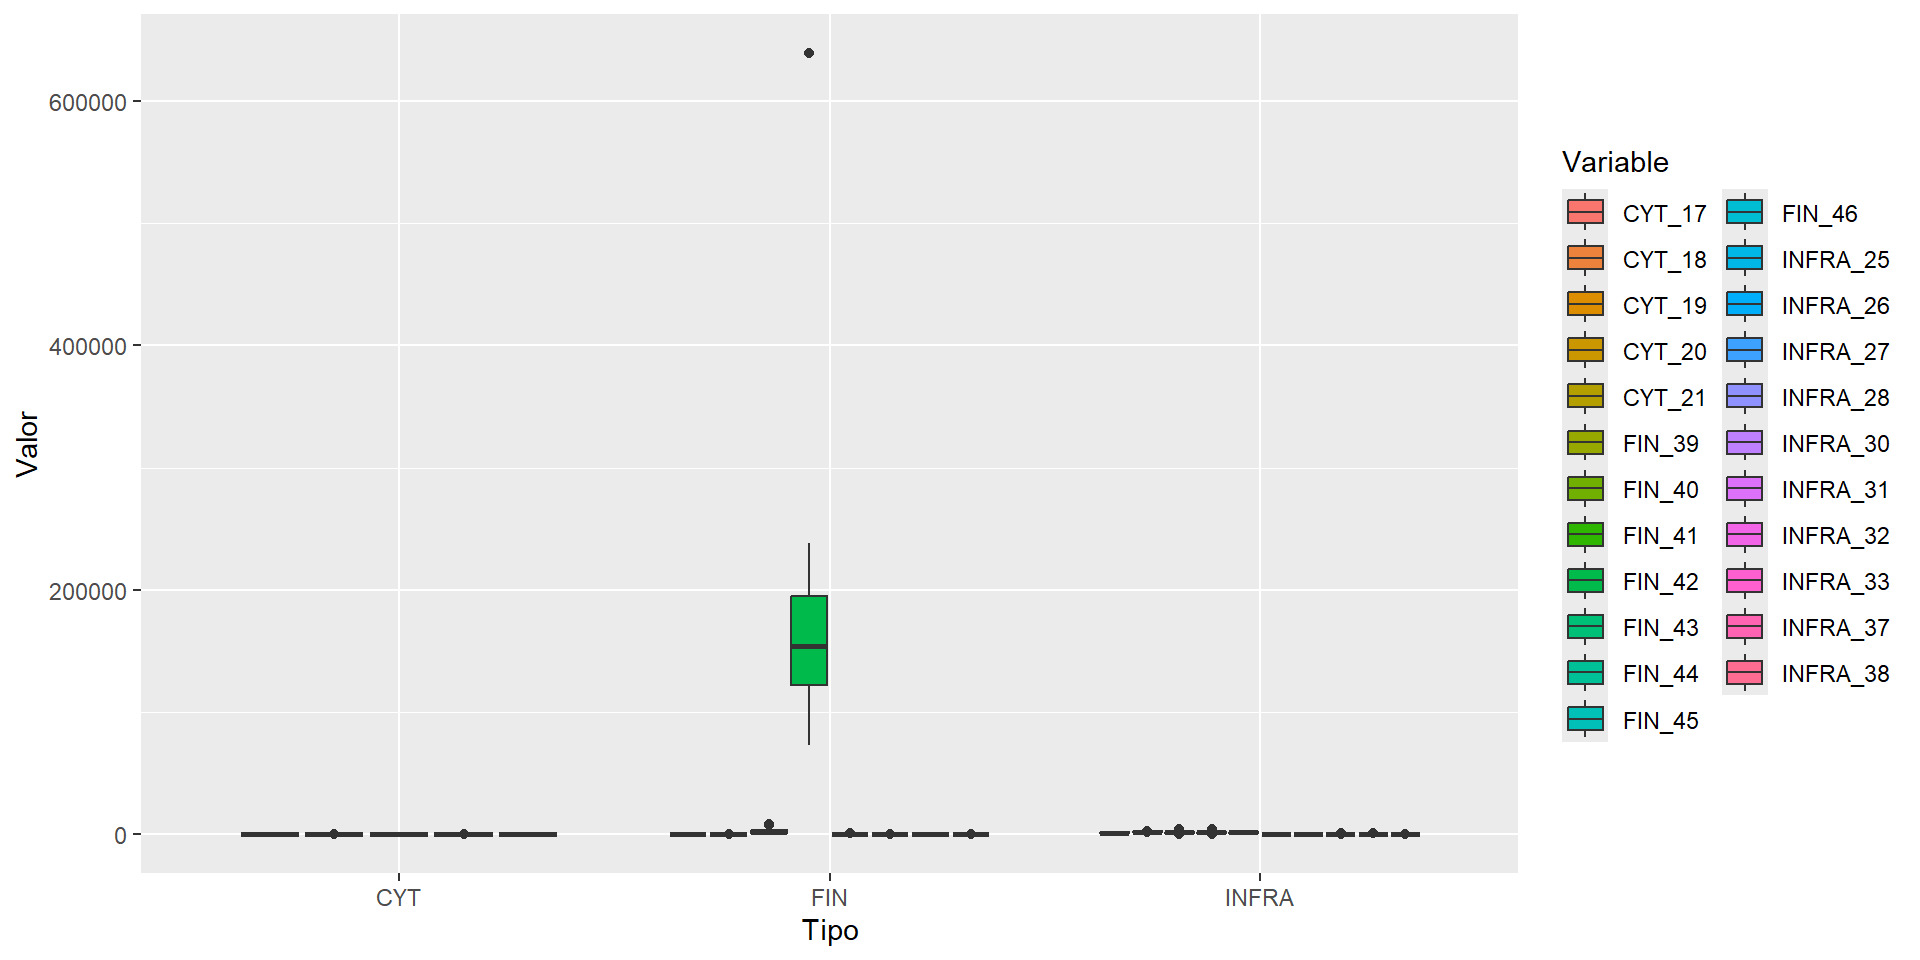 600000
400000
200000
0
Valor
CYT
FIN
INFRA
Tipo
Variable
CYT_17
CYT_18
CYT_19
CYT_20
CYT_21
FIN_39
FIN_40
FIN_41
FIN_42
FIN_43
FIN_44
FIN_45
FIN_46
INFRA_25
INFRA_26
INFRA_27
INFRA_28
INFRA_30
INFRA_31
INFRA_32
INFRA_33
INFRA_37
INFRA_38